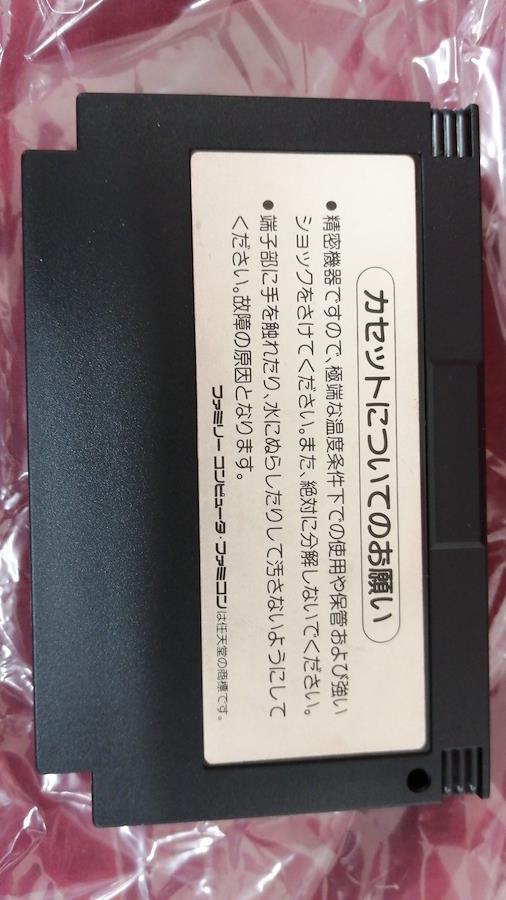 カセットについてのお願い
●精密機器ですので、極端な温度条件下での使用や保管および強い
ショックをさけてください。また、絶対に分解しないでください。
●端子部に手を触れたり、水にぬらしたりして汚さないようにして
ください。故障の原因となります。
ファミリーコンピュータ・ファミコンは任天堂の商標です。